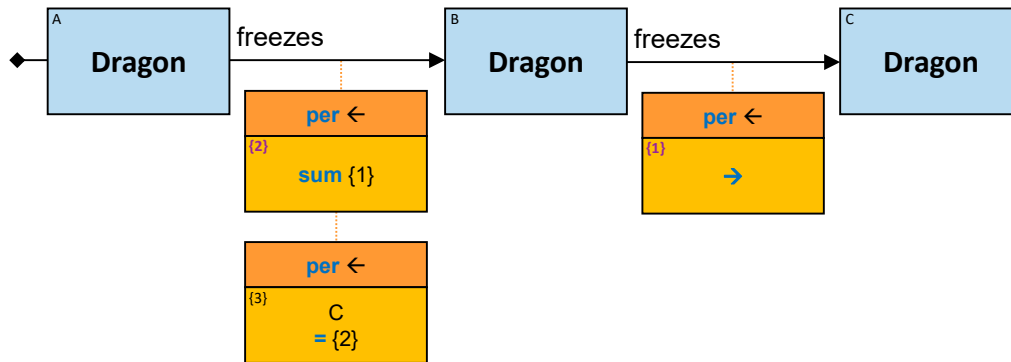 A
Dragon
freezes
B
Dragon
freezes
C
Dragon
per ←
{2}
sum {1}
per ←
{1}
→
per ←
{3}
C
= {2}